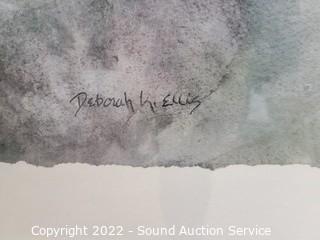 Deborah K. Ellis
Copyright 2022 - Sound Auction Service